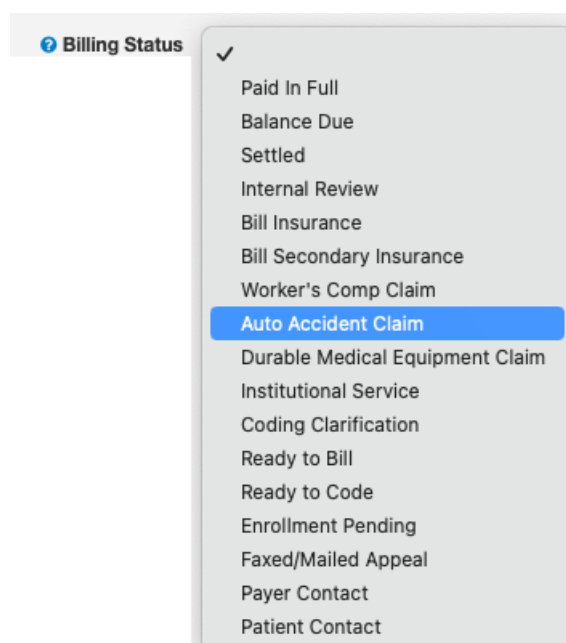 Billing Status
Paid In Full
Balance Due
Settled
Internal Review
Bill Insurance
Bill Secondary Insurance
Worker's Comp Claim
Auto Accident Claim
Durable Medical Equipment Claim
Institutional Service
Coding Clarification
Ready to Bill
Ready to Code
Enrollment Pending
Faxed/Mailed Appeal
Payer Contact
Patient Contact